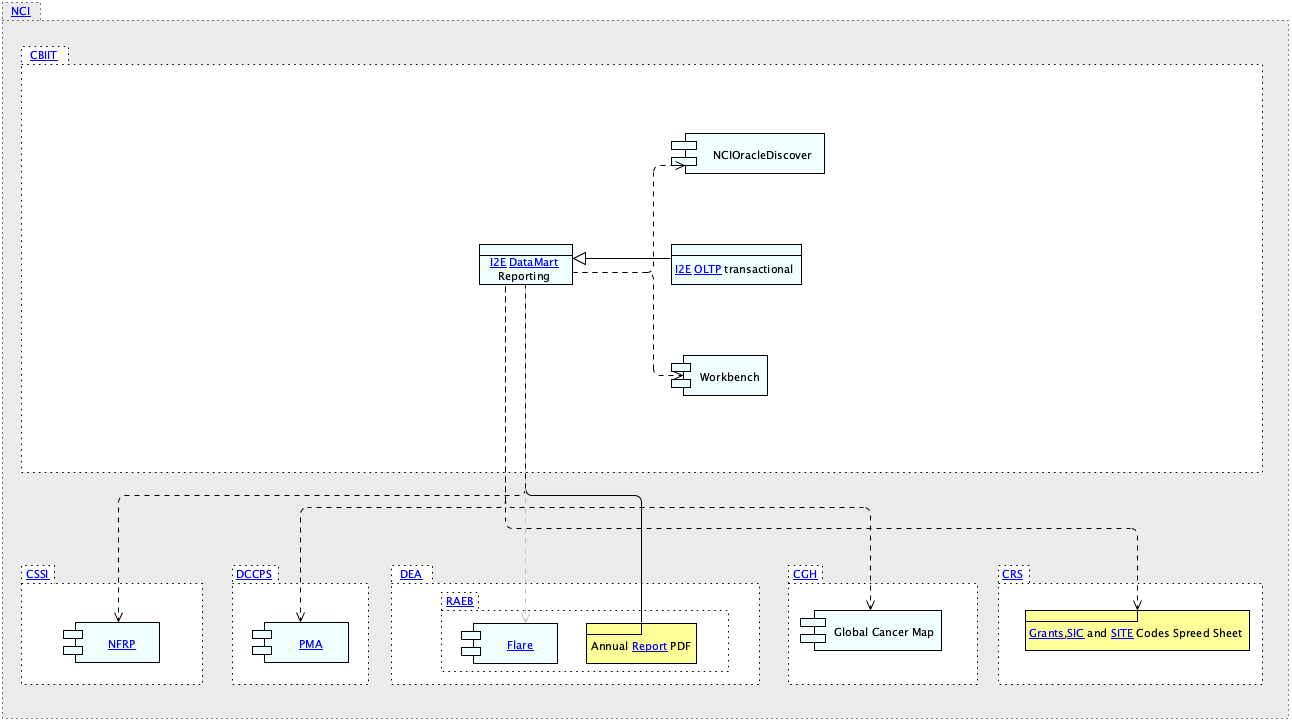 NCI
CBIIT
NCIOracleDiscover
I2E DataMart
Reporting
I2E OLTP transactional
Workbench
CSSI
DCCPS
DEA
CGH
CRS
RAEB
NFRP
PMA
Flare
Annual Report PDF
Global Cancer Map
Grants,SIC and SITE Codes Spreed Sheet